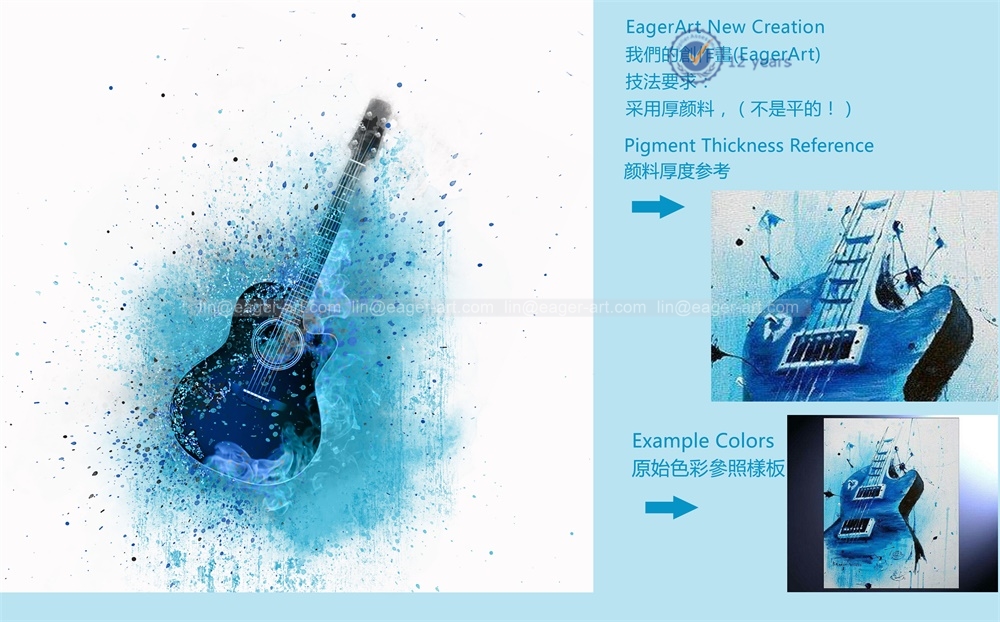 EagerArt New Creation
我們的創作畫(EagerArt)
12 years
技法要求：
采用厚颜料，（不是平的！）
Pigment Thickness Reference
颜料厚度参考
lin@eager-art.com lin@eager-art.com lin@eager-art.com lin@eager-art.com
Example Colors
原始色彩參照樣板